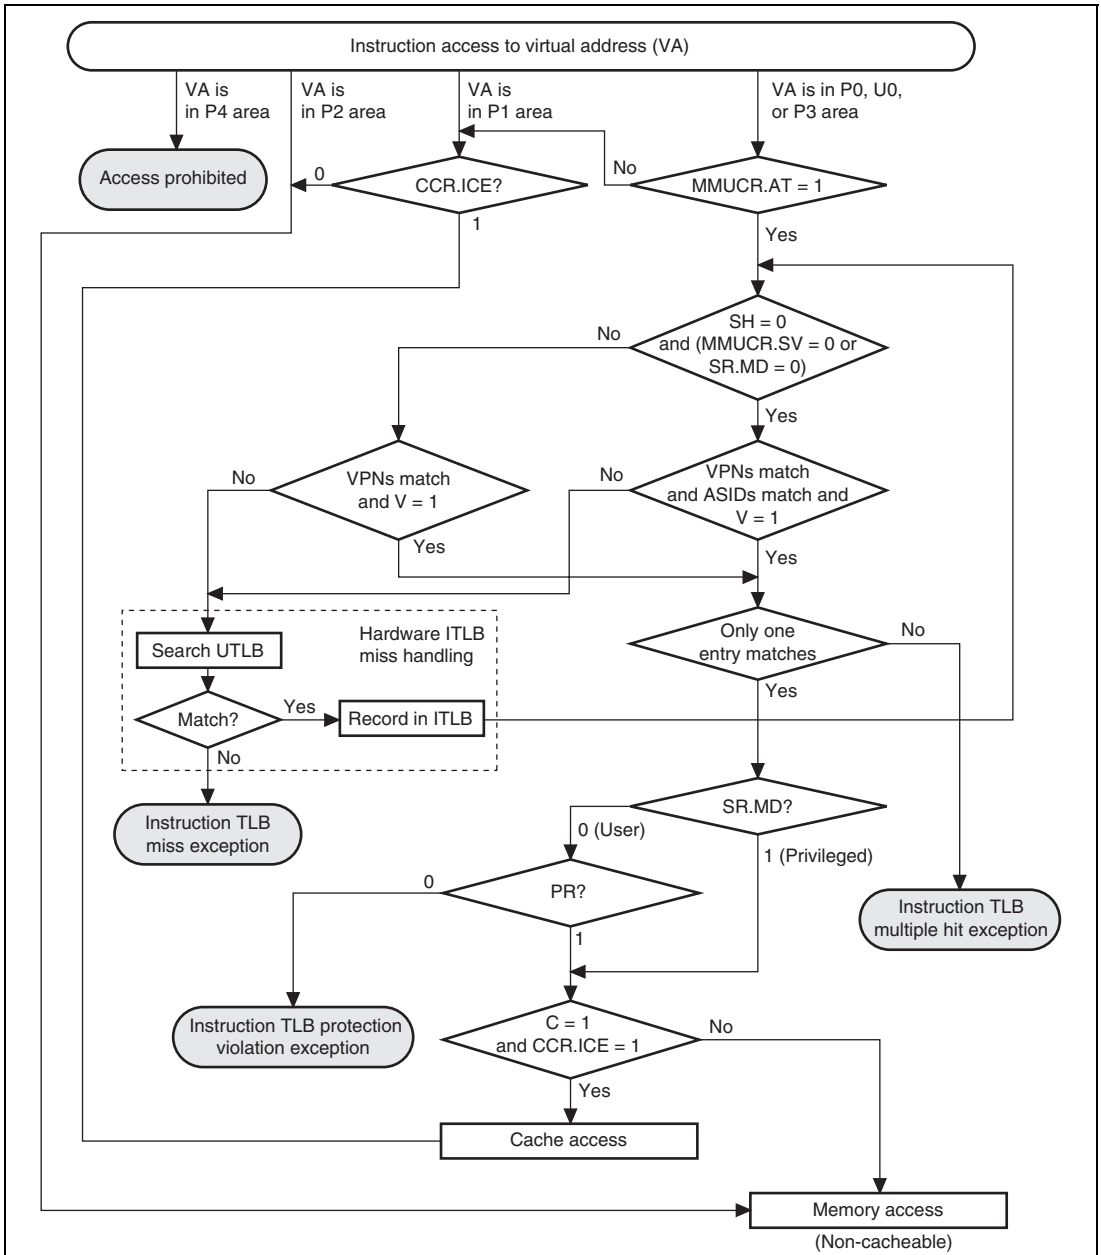 Instruction access to virtual address (VA)
VA is
in P4 area
VA is
in P2 area
VA is
in P1 area
VA is in P0, U0,
or P3 area
Access prohibited
0
CCR.ICE?
1
No
MMUCR.AT = 1
Yes
No
SH = 0
and (MMUCR.SV = 0 or
SR.MD = 0)
Yes
No
VPNs match
and V = 1
Yes
No
VPNs match
and ASIDs match and
V = 1
Yes
Hardware ITLB
miss handling
Search UTLB
Match?
Yes
Record in ITLB
No
Instruction TLB
miss exception
Only one
entry matches
No
Yes
SR.MD?
0 (User)
1 (Privileged)
0
PR?
1
Instruction TLB
multiple hit exception
Instruction TLB protection
violation exception
C = 1
and CCR.ICE = 1
No
Yes
Cache access
Memory access
(Non-cacheable)